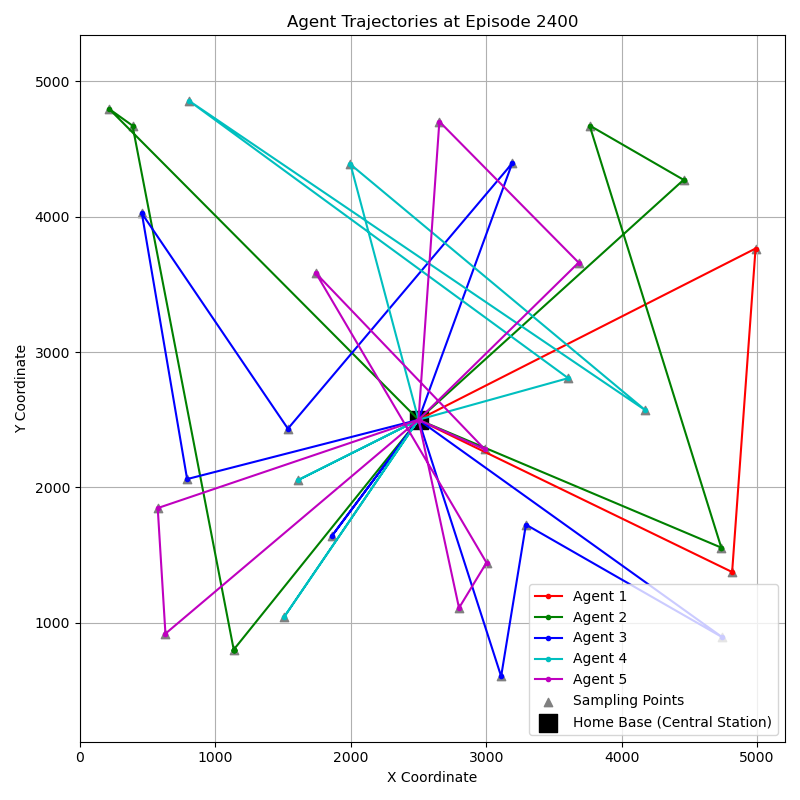 Agent Trajectories at Episode 2400
Y Coordinate
5000
4000
3000
2000
1000
0
1000
2000
3000
4000
5000
X Coordinate
Agent 1
Agent 2
Agent 3
Agent 4
Agent 5
Sampling Points
Home Base (Central Station)